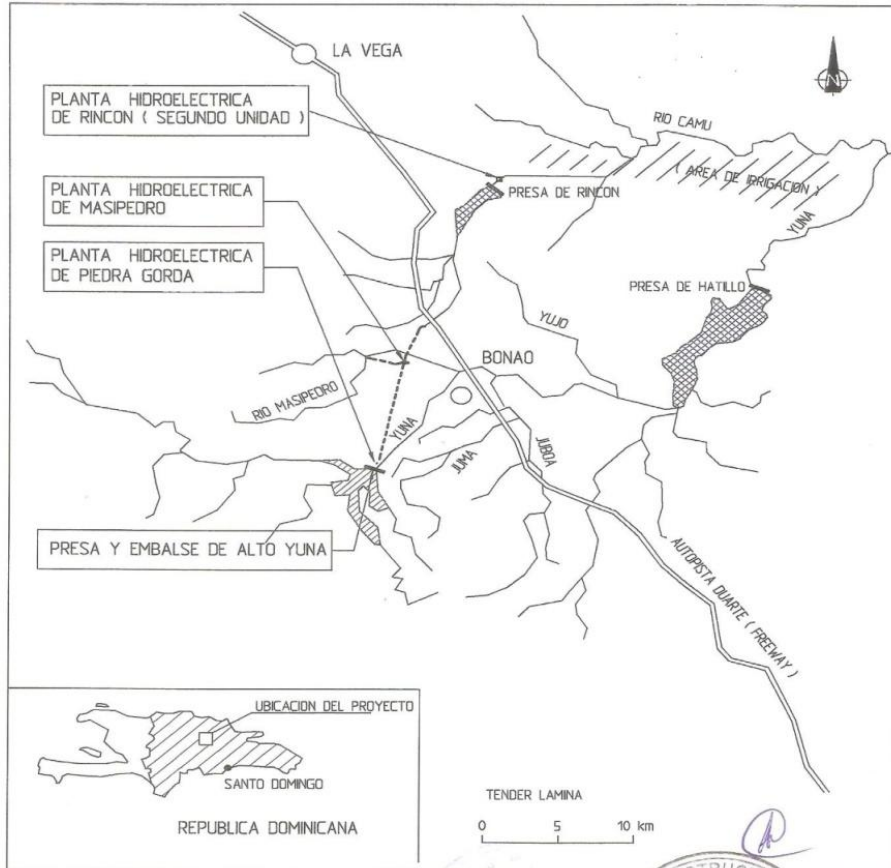 LA VEGA
PLANTA HIDROELECTRICA
DE RINCON ( SEGUNDO UNIDAD )
RIO CAMU
PLANTA HIDROELECTRICA
DE MASIPEDRO
( AREA DE IRRIGACION )
PRESA DE RINCON
YUNA
PLANTA HIDROELECTRICA
DE PIEDRA GORDA
PRESA DE HATILLO
YUJO
BONAO
RIO MASIPEDRO
YUNA
JUMA
JUBOA
PRESA Y EMBALSE DE ALTO YUNA
AUTOPISTA DUARTE ( FREEWAY )
UBICACION DEL PROYECTO
SANTO DOMINGO
REPUBLICA DOMINICANA
TENDER LAMINA
0 5 10 km